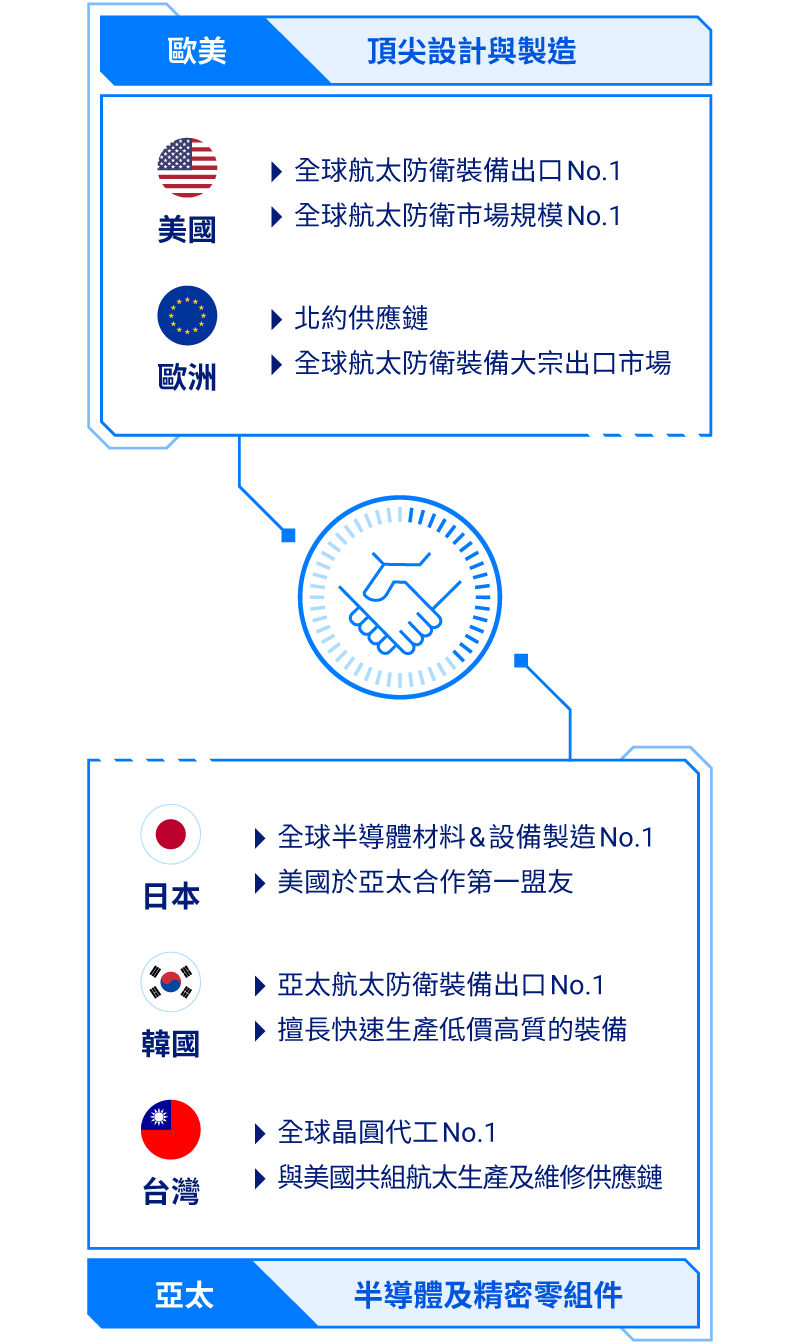 歐美
頂尖設計與製造
美國
全球航太防衛裝備出口No.1
全球航太防衛市場規模No.1
歐洲
北約供應鏈
全球航太防衛裝備大宗出口市場
日本
全球半導體材料&設備製造No.1
美國於亞太合作第一盟友
韓國
亞太航太防衛裝備出口No.1
擅長快速生產低價高質的裝備
台灣
全球晶圓代工No.1
與美國共組航太生產及維修供應鏈
亞太
半導體及精密零組件